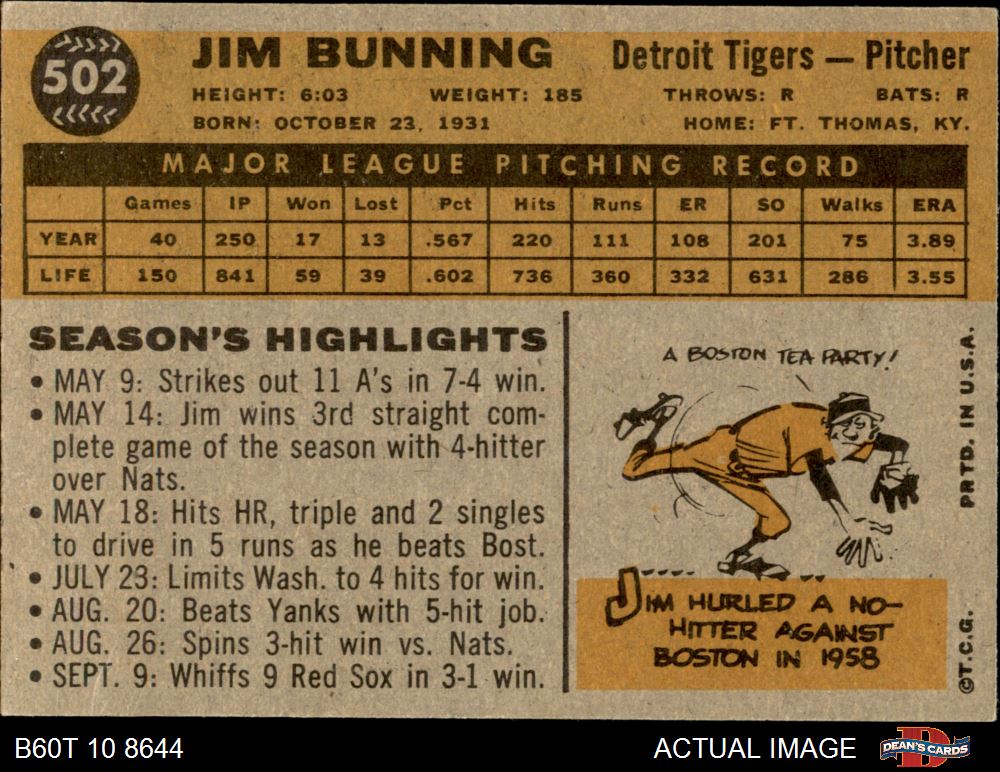 502
JIM BUNNING
Detroit Tigers — Pitcher
HEIGHT: 6:03 WEIGHT: 185 THROWS: R BATS: R
BORN: OCTOBER 23, 1931 HOME: FT. THOMAS, KY.
MAJOR LEAGUE PITCHING RECORD
Games IP Won Lost Pct Hits Runs ER SO Walks ERA
YEAR 40 250 17 13 .567 220 111 108 201 75 3.89
LIFE 150 841 59 39 .602 736 360 332 631 286 3.55
SEASON'S HIGHLIGHTS
• MAY 9: Strikes out 11 A's in 7-4 win.
• MAY 14: Jim wins 3rd straight com-
plete game of the season with 4-hitter
over Nats.
• MAY 18: Hits HR, triple and 2 singles
to drive in 5 runs as he beats Bost.
• JULY 23: Limits Wash. to 4 hits for win.
• AUG. 20: Beats Yanks with 5-hit job.
• AUG. 26: Spins 3-hit win vs. Nats.
• SEPT. 9: Whiffs 9 Red Sox in 3-1 win.
A BOSTON TEA PARTY!
JIM HURLED A NO-
HITTER AGAINST
BOSTON IN 1958
©T.C.G. PRTD. IN U.S.A.
B60T 10 8644
ACTUAL IMAGE
D
DEAN'S CARDS